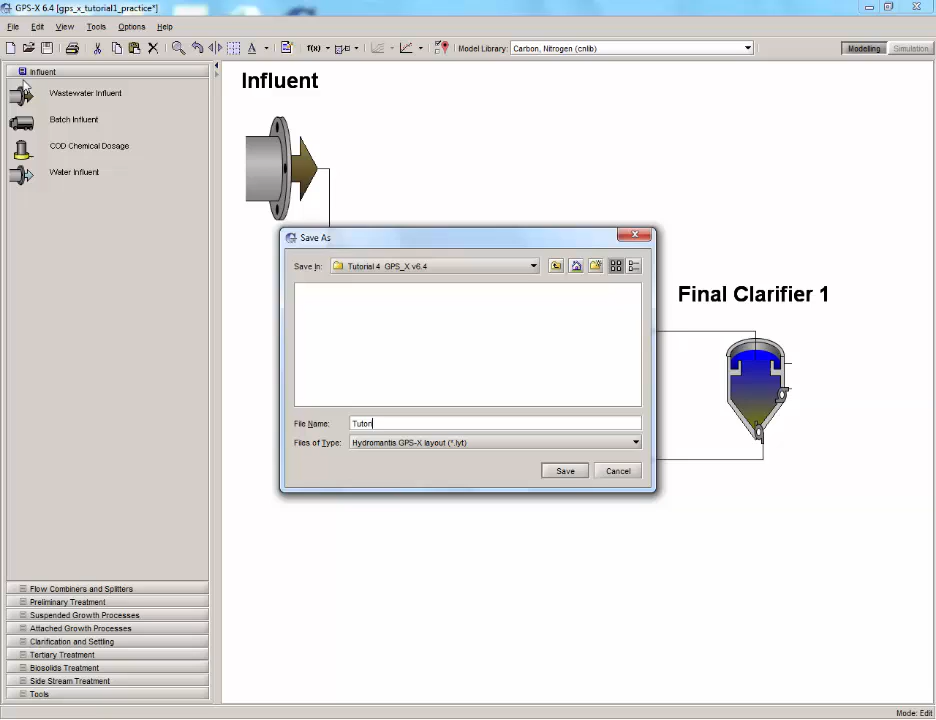 GPS-X 6.4 [gps_x_tutorial1_practice*]
File Edit View Tools Options Help
A f(x) Model Library: Carbon, Nitrogen (cnlib) Modelling Simulation
Influent
Wastewater Influent
Batch Influent
COD Chemical Dosage
Water Influent
Flow Combiners and Splitters
Preliminary Treatment
Suspended Growth Processes
Attached Growth Processes
Clarification and Settling
Tertiary Treatment
Biosolids Treatment
Side Stream Treatment
Tools
Influent
Final Clarifier 1
Save As
Save In: Tutorial 4 GPS_X v6.4
File Name: Tutori
Files of Type: Hydromantis GPS-X layout (*.lyt)
Save Cancel
Mode: Edit